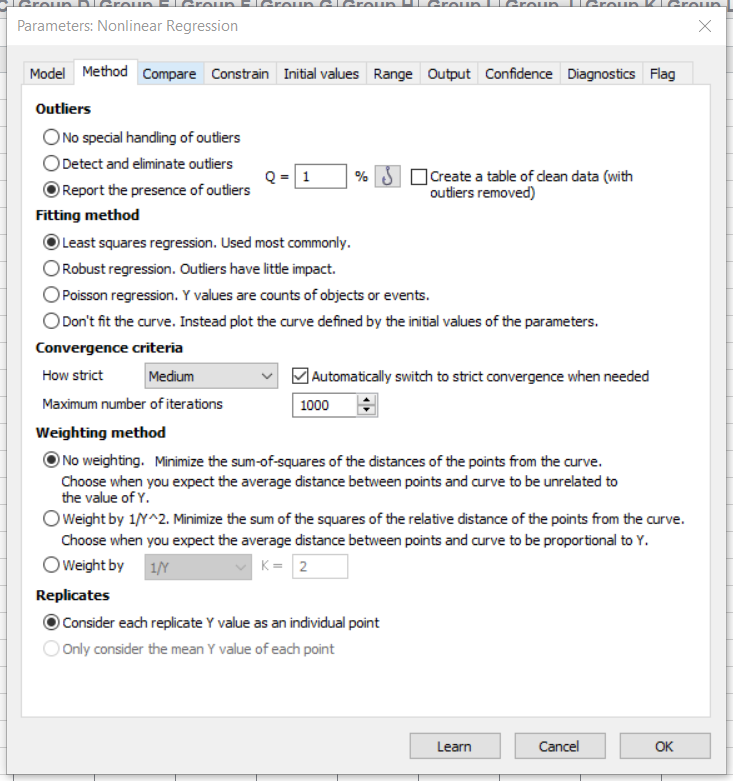 Group D Group E Group F Group G Group H Group I Group J Group K Group L
Parameters: Nonlinear Regression
Model Method Compare Constrain Initial values Range Output Confidence Diagnostics Flag
Outliers
No special handling of outliers
Detect and eliminate outliers
Q = 1 % Create a table of clean data (with
outliers removed)
Report the presence of outliers
Fitting method
Least squares regression. Used most commonly.
Robust regression. Outliers have little impact.
Poisson regression. Y values are counts of objects or events.
Don't fit the curve. Instead plot the curve defined by the initial values of the parameters.
Convergence criteria
How strict Medium Automatically switch to strict convergence when needed
Maximum number of iterations 1000
Weighting method
No weighting. Minimize the sum-of-squares of the distances of the points from the curve.
Choose when you expect the average distance between points and curve to be unrelated to
the value of Y.
Weight by 1/Y^2. Minimize the sum of the squares of the relative distance of the points from the curve.
Choose when you expect the average distance between points and curve to be proportional to Y.
Weight by 1/Y K = 2
Replicates
Consider each replicate Y value as an individual point
Only consider the mean Y value of each point
Learn Cancel OK